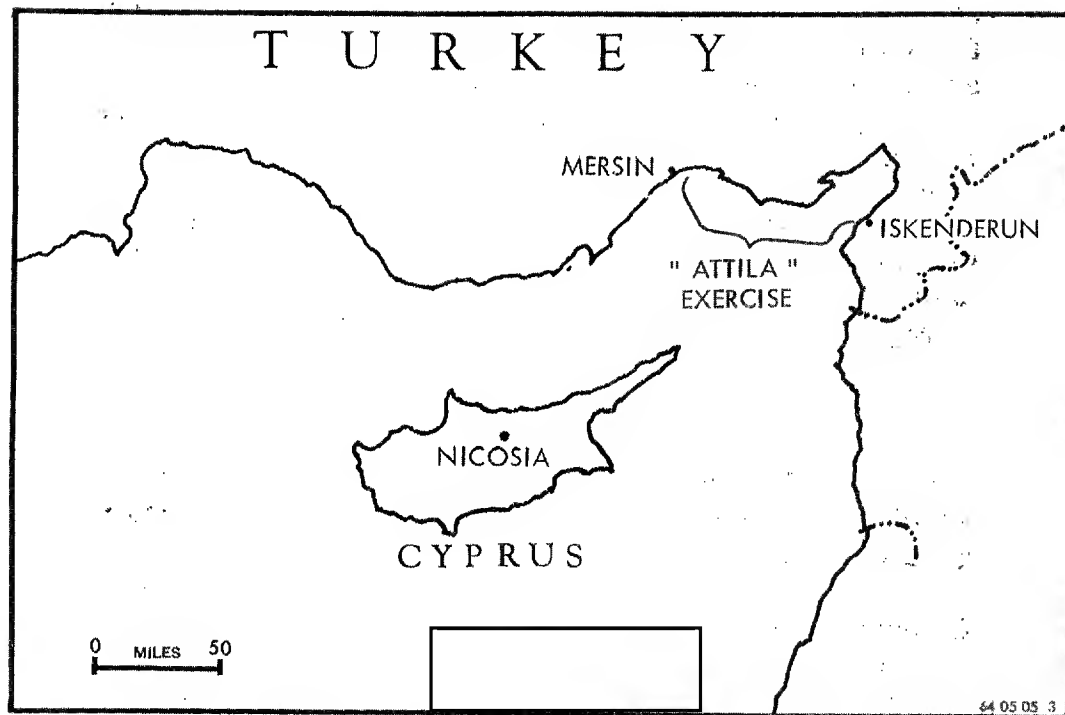 TURKEY
MERSIN
ISKENDERUN
" ATTILA "
EXERCISE
NICOSIA
CYPRUS
0 MILES 50
64 05 05 3